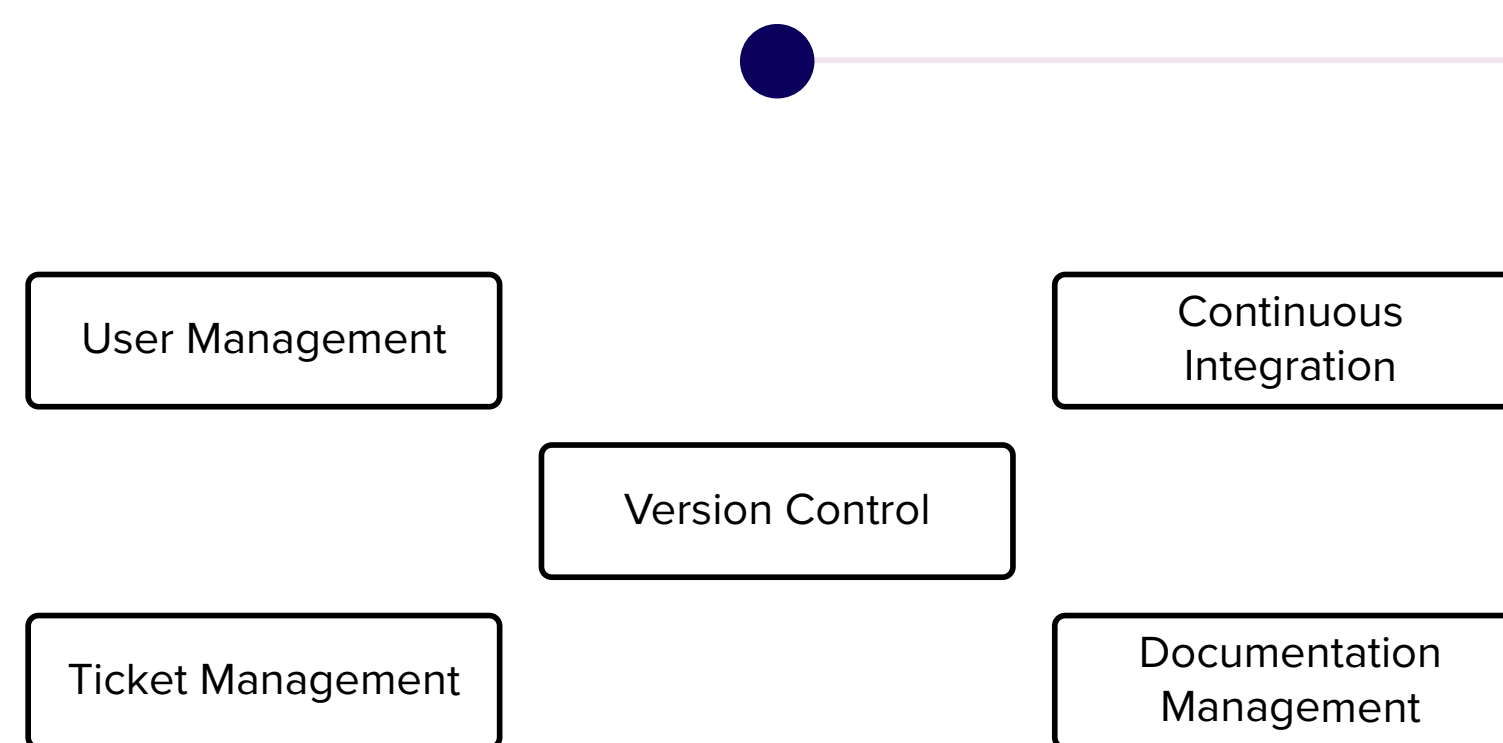 User Management
Continuous
Integration
Version Control
Ticket Management
Documentation
Management